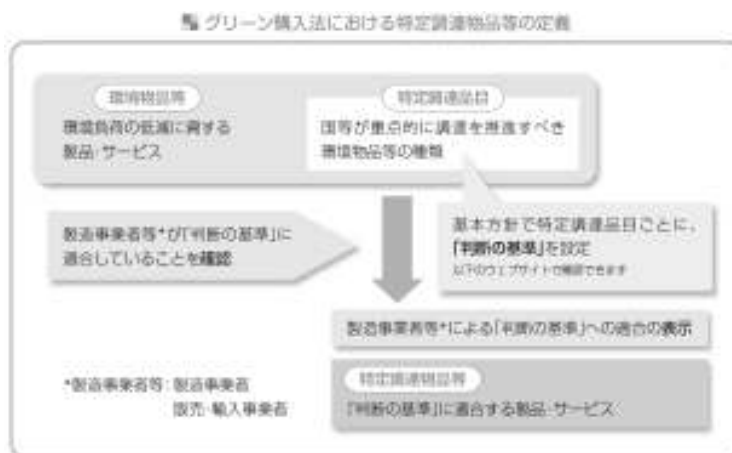 グリーン購入法における特定調達物品等の定義
環境物品等
環境負荷の低減に資する
製品・サービス
特定調達品目
国等が重点的に調達を推進すべき
環境物品等の種類
製造事業者等*が「判断の基準」に
適合していることを確認
基本方針で特定調達品目ごとに、
「判断の基準」を設定
以下のウェブサイトで確認できます
製造事業者等*による「判断の基準」への適合の表示
*製造事業者等：製造事業者
販売・輸入事業者
特定調達物品等
「判断の基準」に適合する製品・サービス